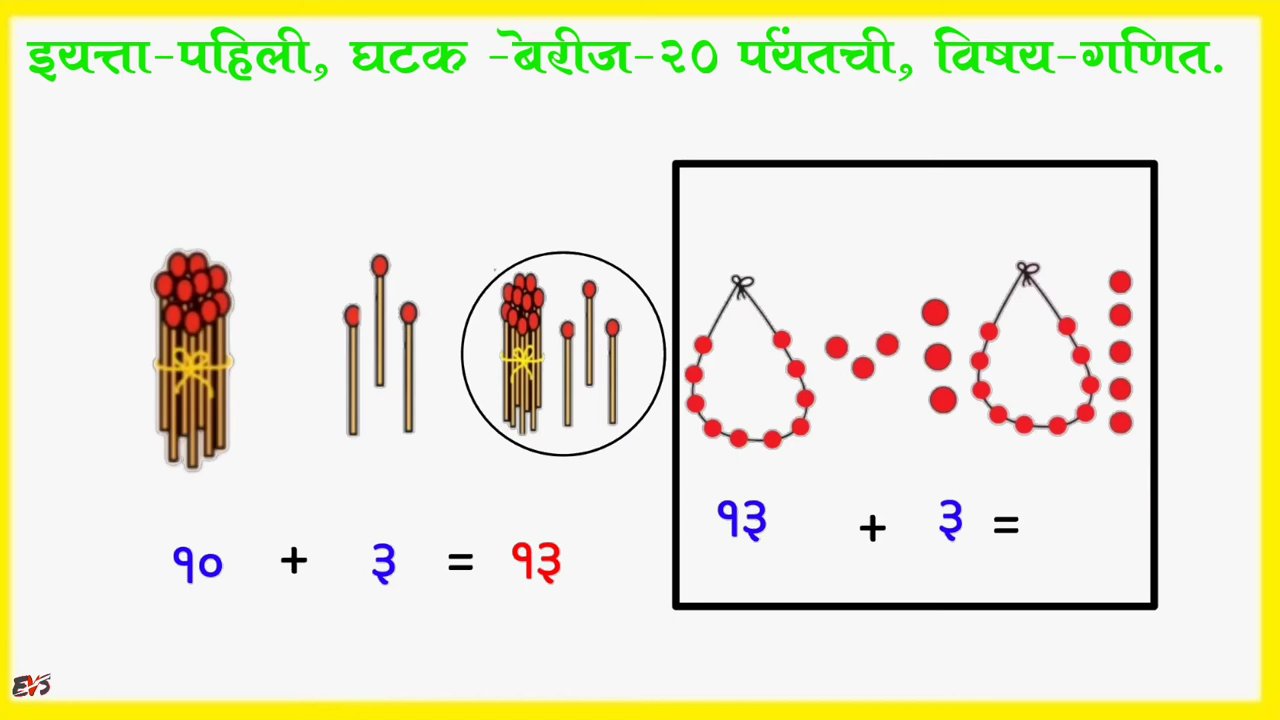 इयत्ता-पहिली, घटक -बेरीज-२० पर्यंतची, विषय-गणित.
१० + ३ = १३
१३ + ३ =
EVS